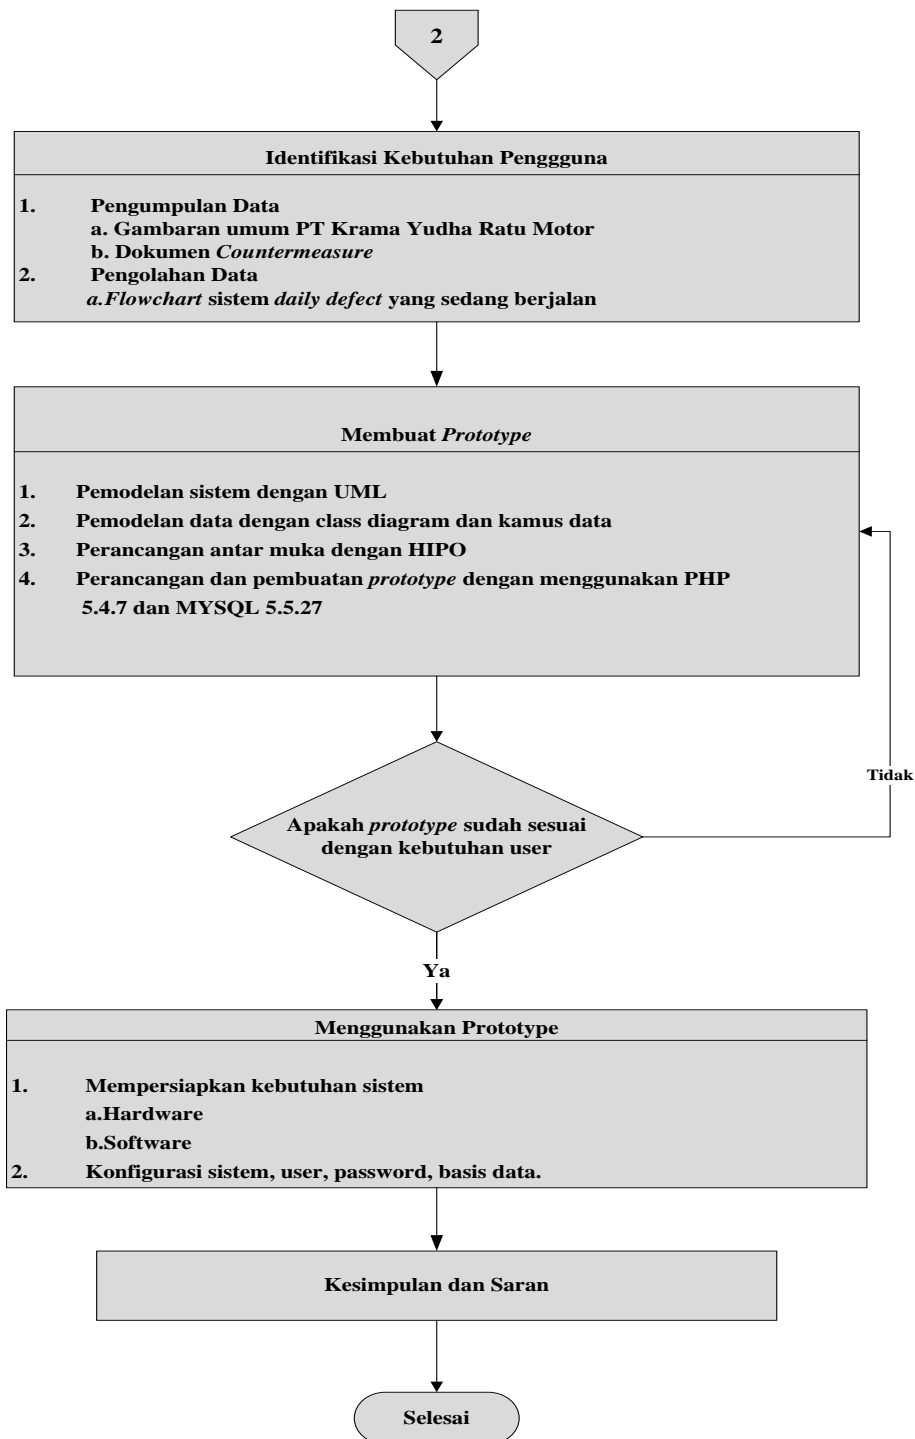 2
Identifikasi Kebutuhan Pengggguna
1. Pengumpulan Data
a. Gambaran umum PT Krama Yudha Ratu Motor
b. Dokumen Countermeasure
2. Pengolahan Data
a.Flowchart sistem daily defect yang sedang berjalan
Membuat Prototype
1. Pemodelan sistem dengan UML
2. Pemodelan data dengan class diagram dan kamus data
3. Perancangan antar muka dengan HIPO
4. Perancangan dan pembuatan prototype dengan menggunakan PHP
5.4.7 dan MYSQL 5.5.27
Tidak
Apakah prototype sudah sesuai
dengan kebutuhan user
Ya
Menggunakan Prototype
1. Mempersiapkan kebutuhan sistem
a.Hardware
b.Software
2. Konfigurasi sistem, user, password, basis data.
Kesimpulan dan Saran
Selesai